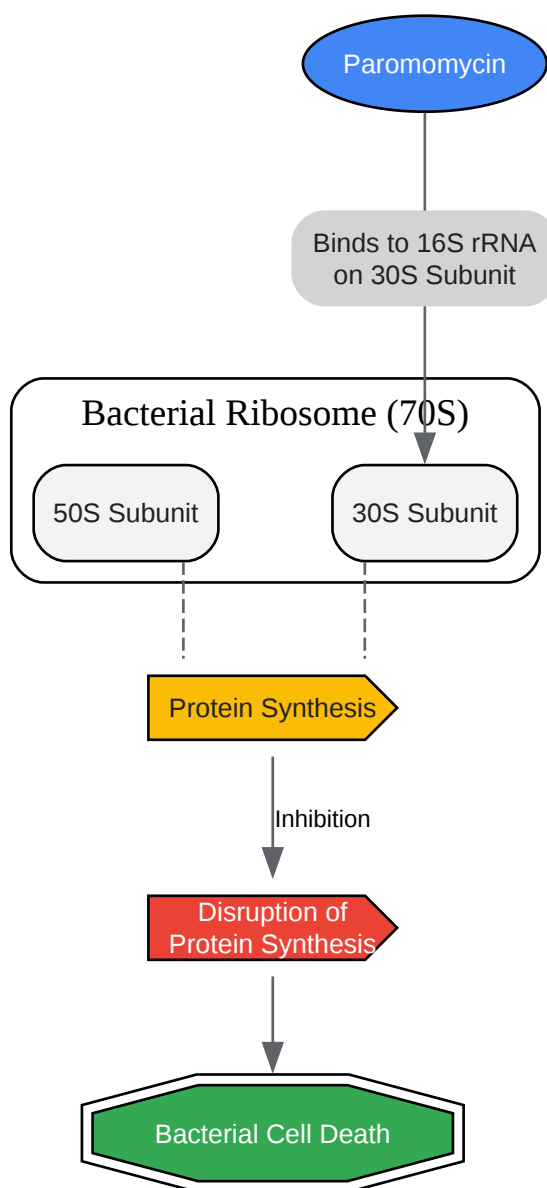 Paromomycin
Binds to 16S rRNA
on 30S Subunit
Bacterial Ribosome (70S)
50S Subunit
30S Subunit
Protein Synthesis
Inhibition
Disruption of
Protein Synthesis
Bacterial Cell Death